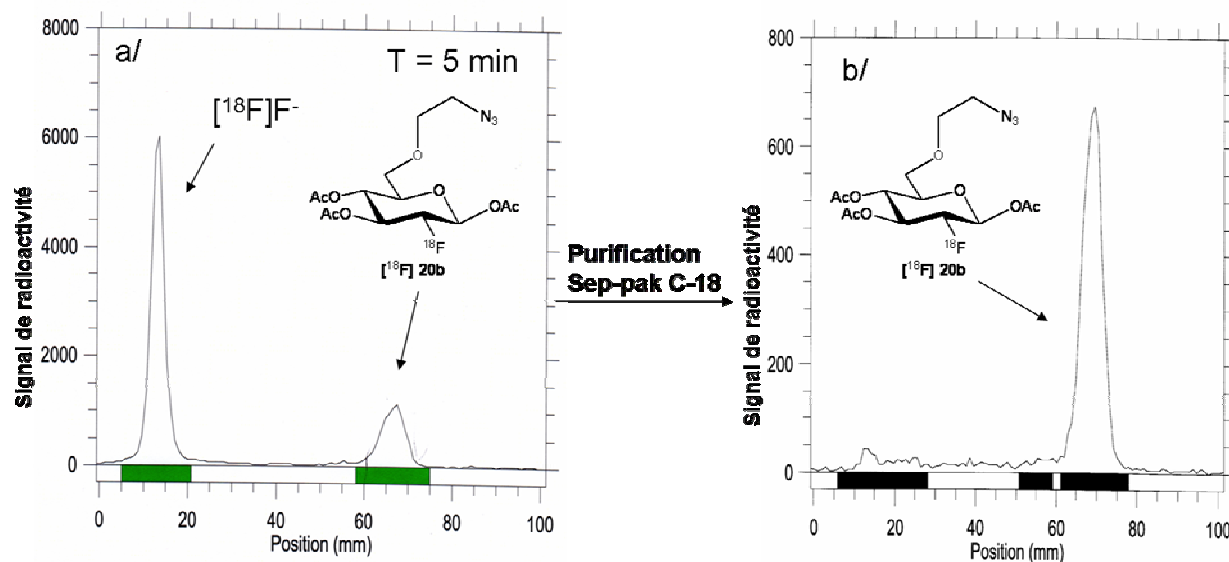 a/
T = 5 min
[18F]F-
8000
6000
4000
2000
0
Signal de radioactivité
N3
O
O
AcO
AcO
OAc
18F
[18F] 20b
0 20 40 60 80 100
Position (mm)
Purification
Sep-pak C-18
b/
800
600
400
200
0
Signal de radioactivité
N3
O
O
AcO
AcO
OAc
18F
[18F] 20b
0 20 40 60 80 100
Position (mm)